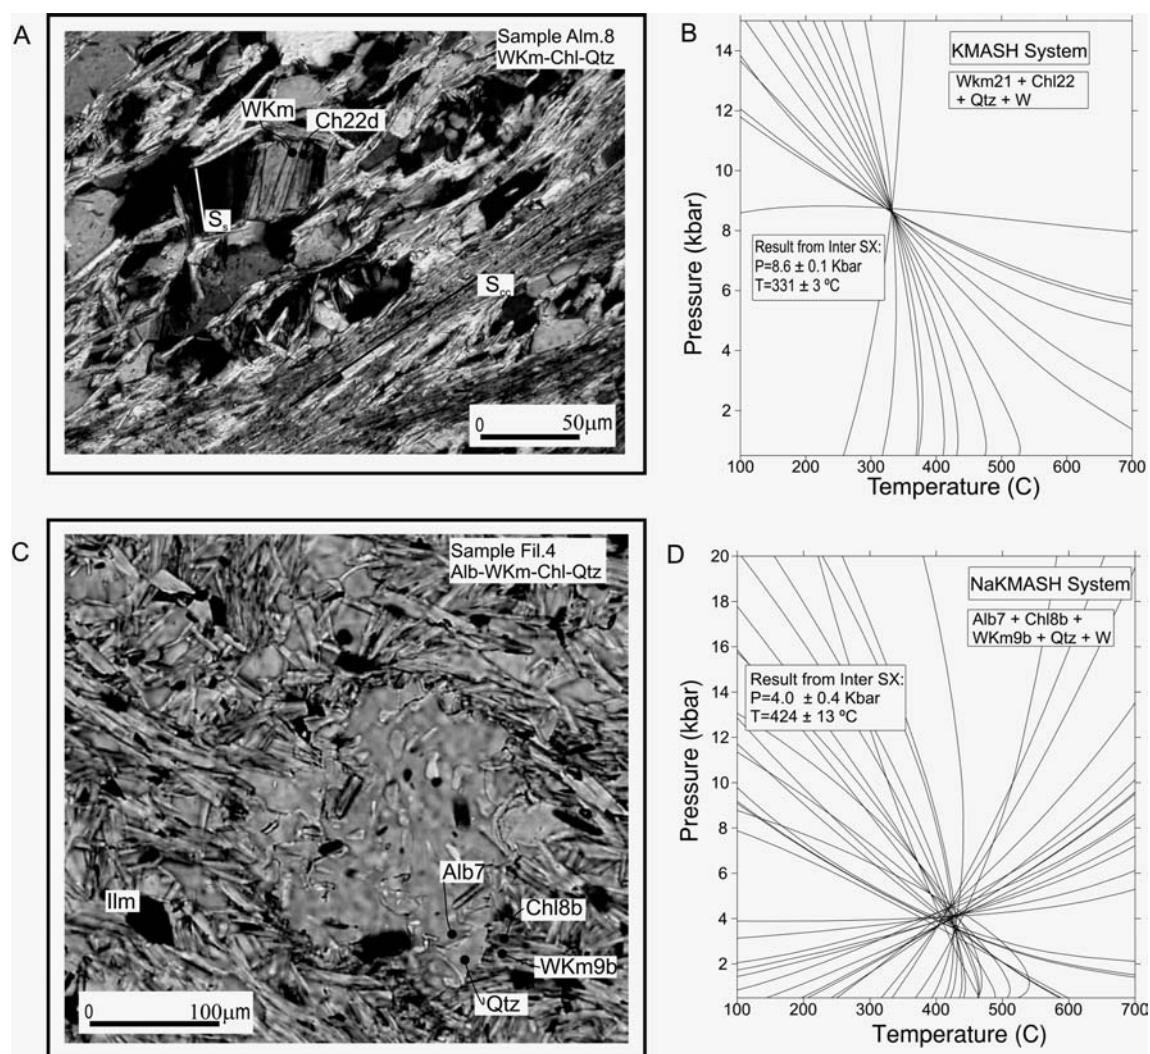 A
Sample Alm.8
WKm-Chl-Qtz
WKm
Ch22d
Ss
Scc
0 50μm
B
KMASH System
Wkm21 + Chl22
+ Qtz + W
Result from Inter SX:
P=8.6 ± 0.1 Kbar
T=331 ± 3 ºC
Pressure (kbar)
14
12
10
8
6
4
2
100 200 300 400 500 600 700
Temperature (C)
C
Sample Fil.4
Alb-WKm-Chl-Qtz
Alb7
Chl8b
Ilm
WKm9b
Qtz
0 100μm
D
NaKMASH System
Alb7 + Chl8b +
WKm9b + Qtz + W
Result from Inter SX:
P=4.0 ± 0.4 Kbar
T=424 ± 13 ºC
Pressure (kbar)
20
18
16
14
12
10
8
6
4
2
100 200 300 400 500 600 700
Temperature (C)